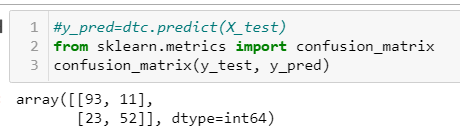 1 #y_pred=dtc.predict(X_test)
2 from sklearn.metrics import confusion_matrix
3 confusion_matrix(y_test, y_pred)
array([[93, 11],
[23, 52]], dtype=int64)